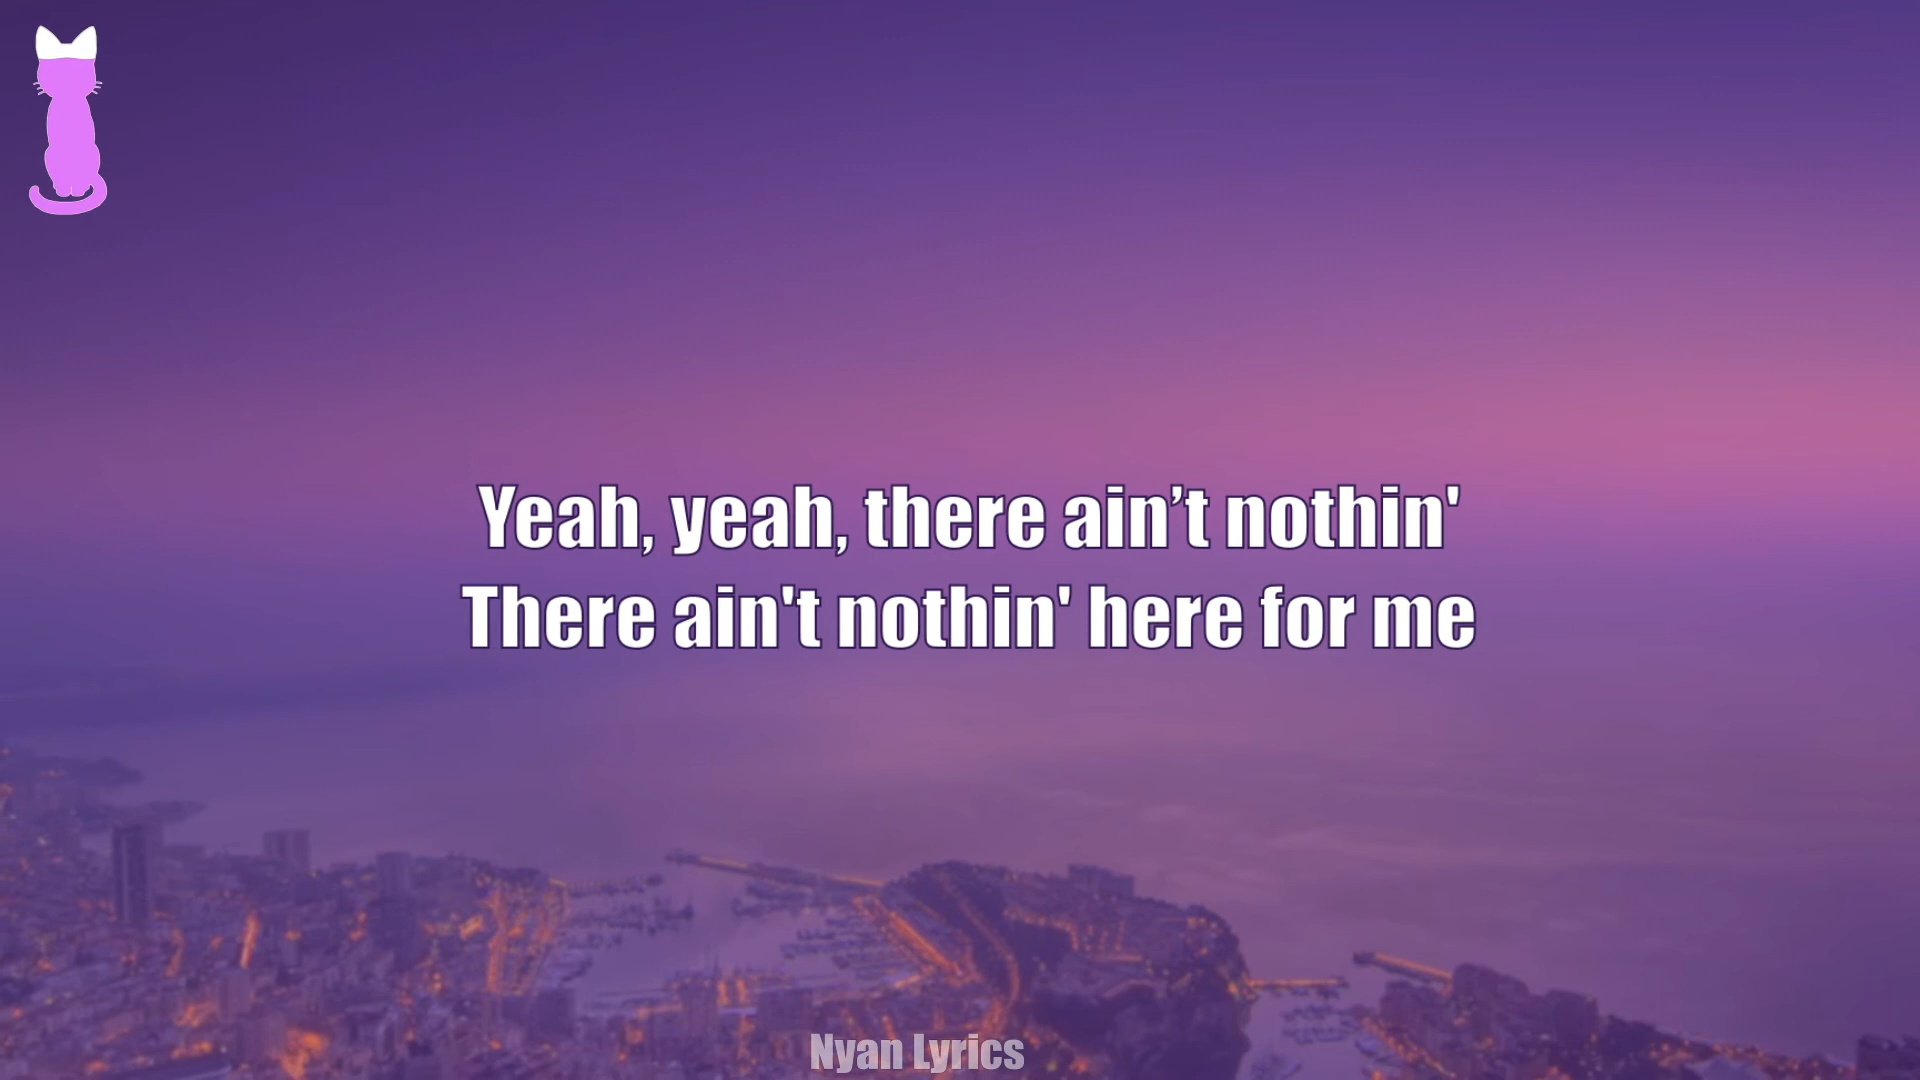 Yeah, yeah, there ain’t nothin'
There ain't nothin' here for me
Nyan Lyrics